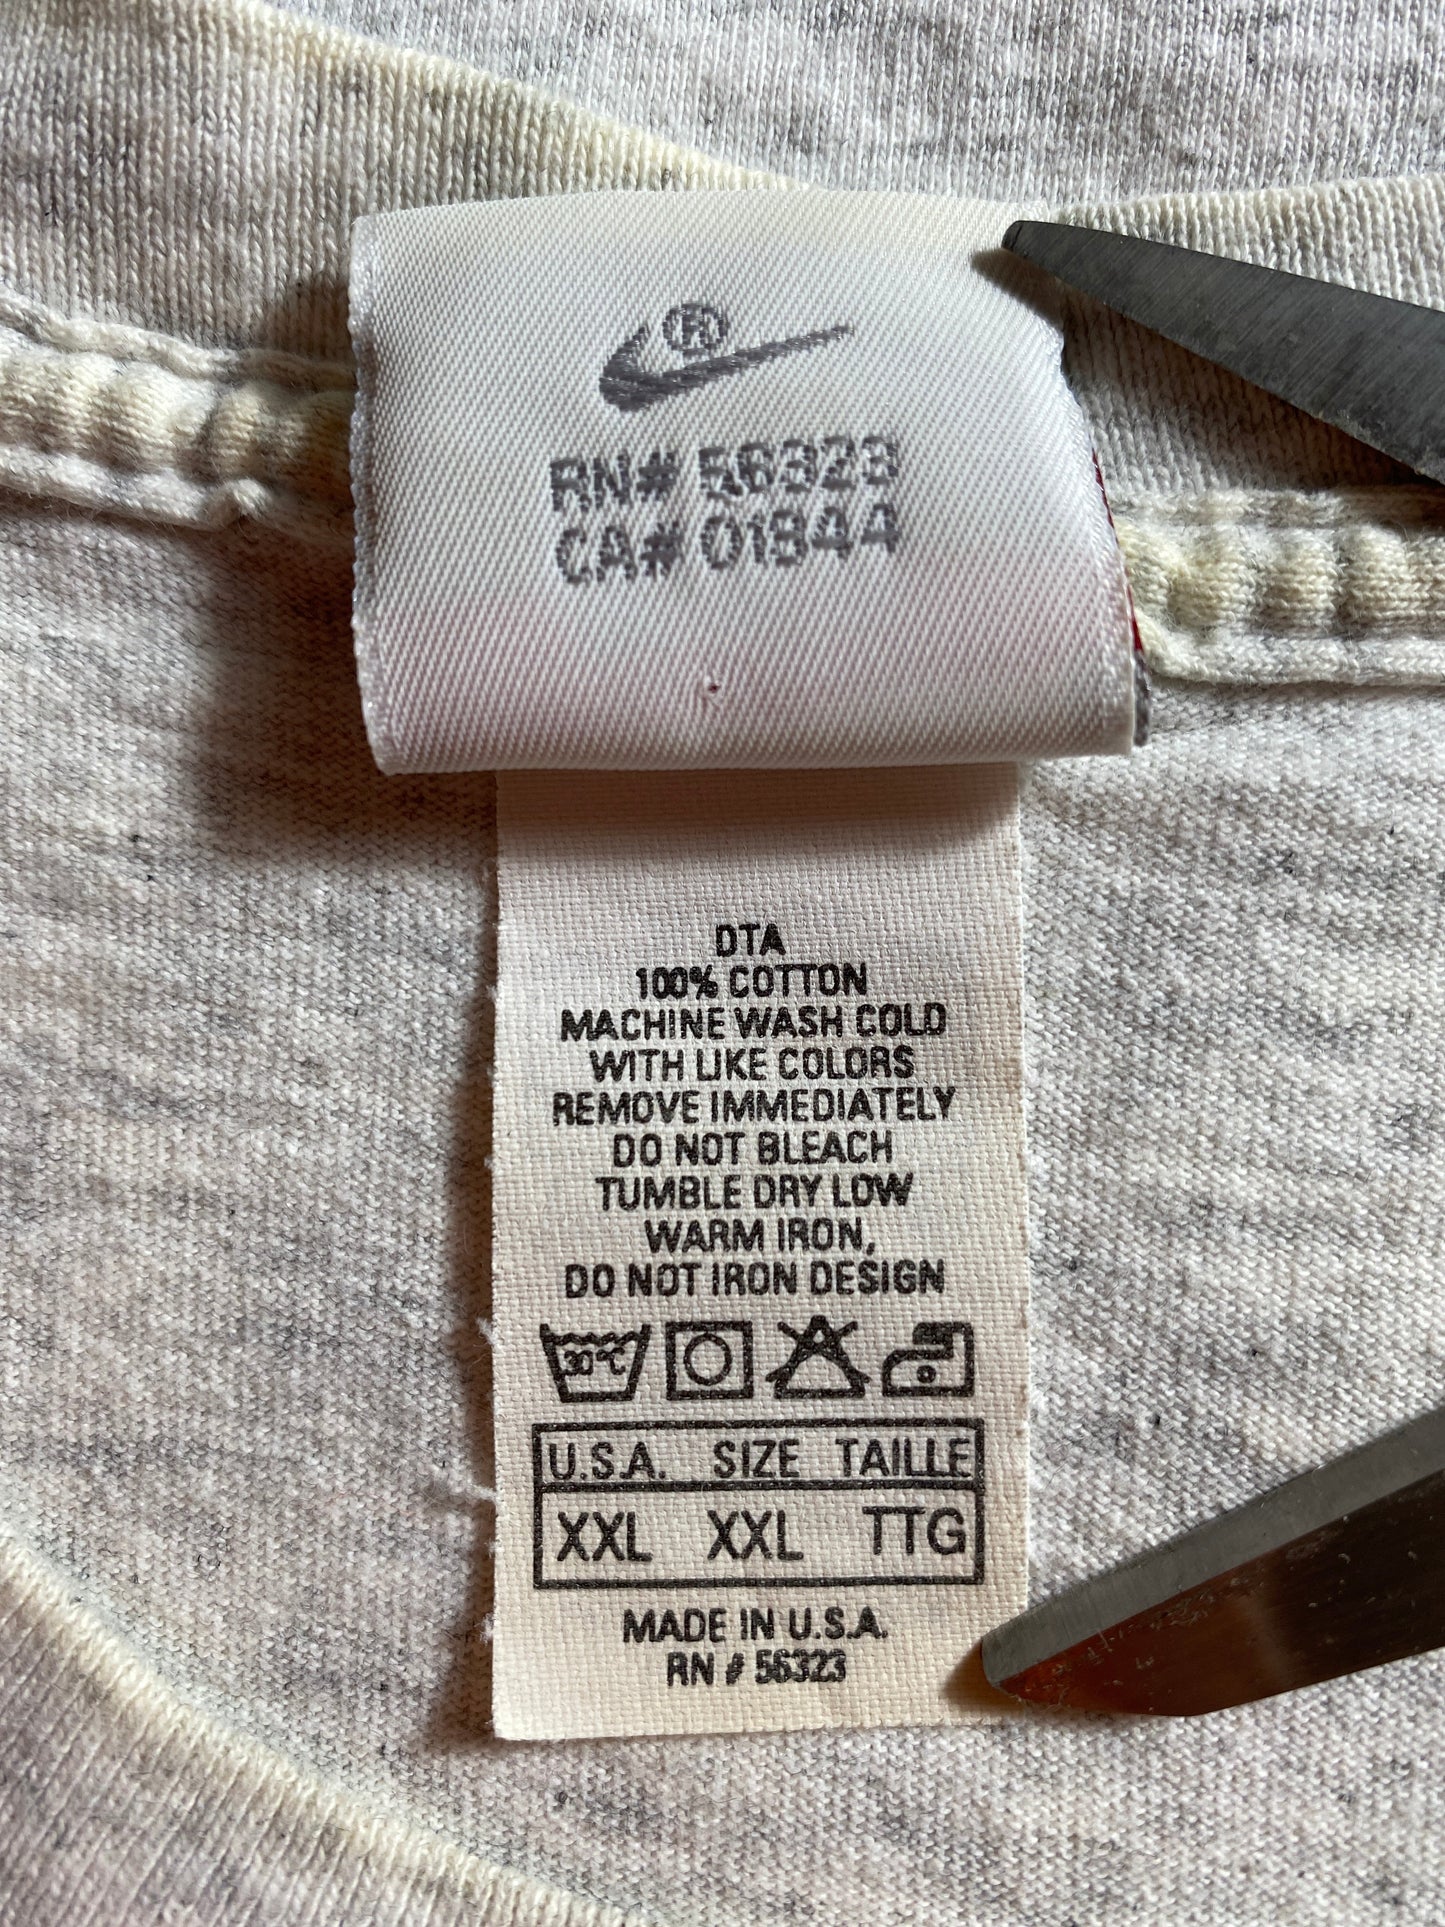 ®
RN# 56323
CA# 01844
DTA
100% COTTON
MACHINE WASH COLD
WITH LIKE COLORS
REMOVE IMMEDIATELY
DO NOT BLEACH
TUMBLE DRY LOW
WARM IRON,
DO NOT IRON DESIGN
30°C
U.S.A. SIZE TAILLE
XXL XXL TTG
MADE IN U.S.A.
RN # 56323